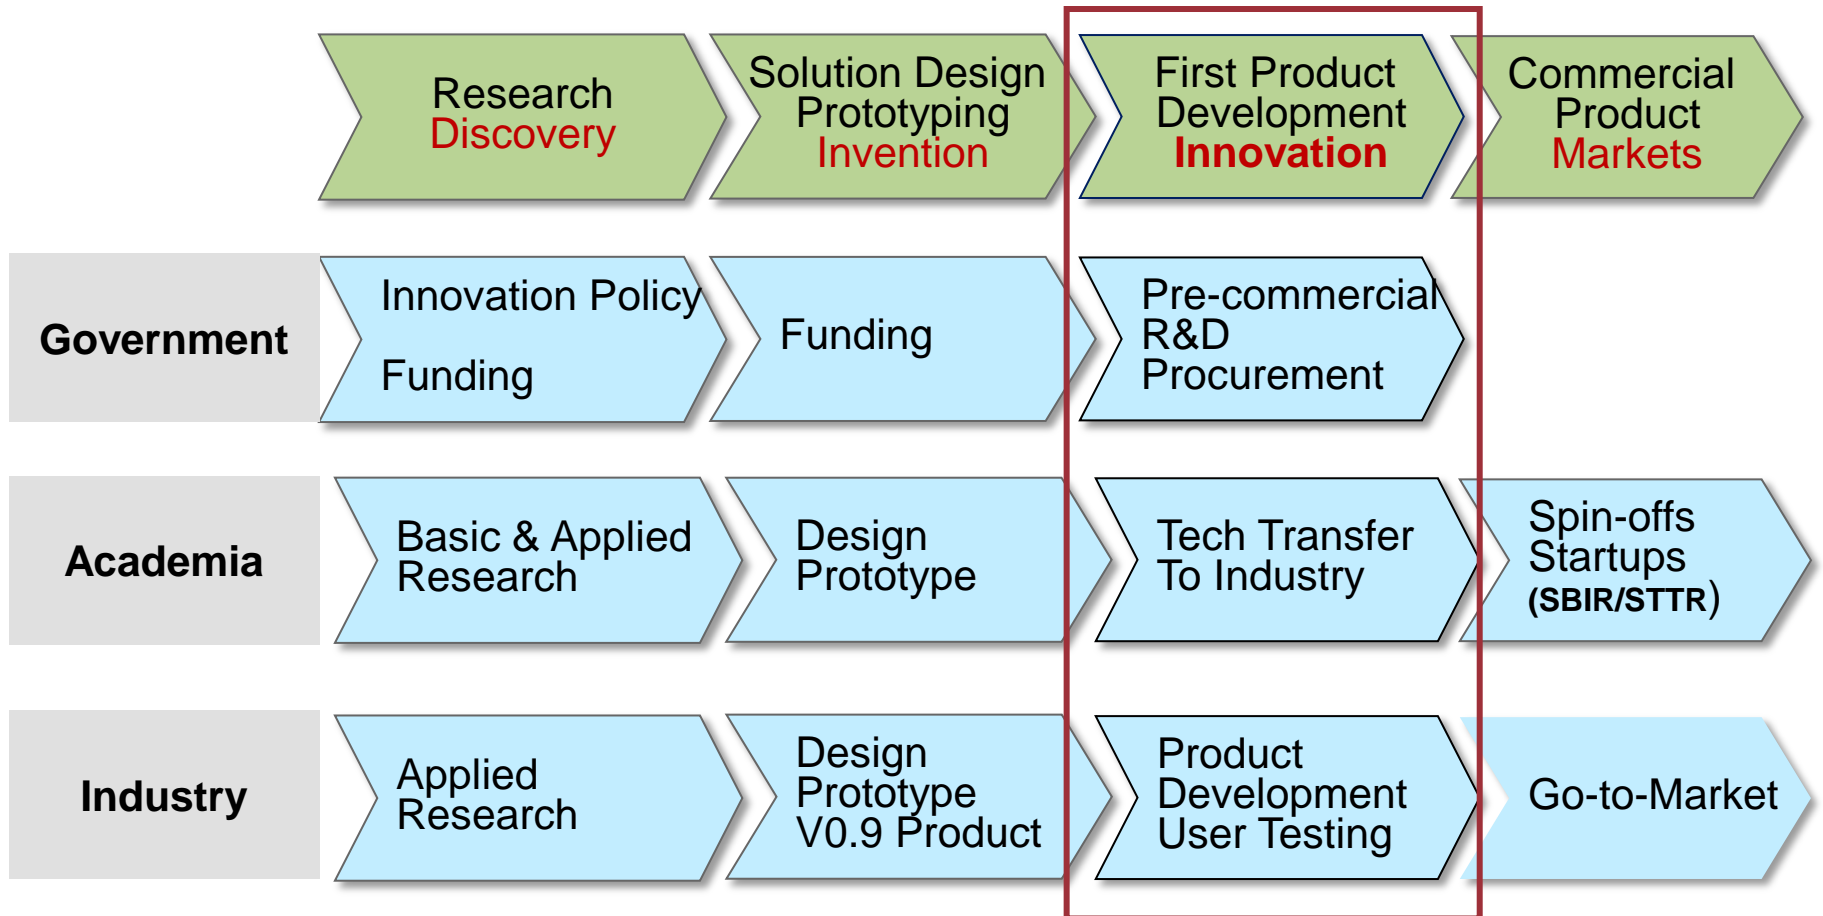 Research
Discovery
Solution Design
Prototyping
Invention
First Product
Development
Innovation
Commercial
Product
Markets
Government
Innovation Policy
Funding
Funding
Pre-commercial
R&D
Procurement
Academia
Basic & Applied
Research
Design
Prototype
Tech Transfer
To Industry
Spin-offs
Startups
(SBIR/STTR)
Industry
Applied
Research
Design
Prototype
V0.9 Product
Product
Development
User Testing
Go-to-Market